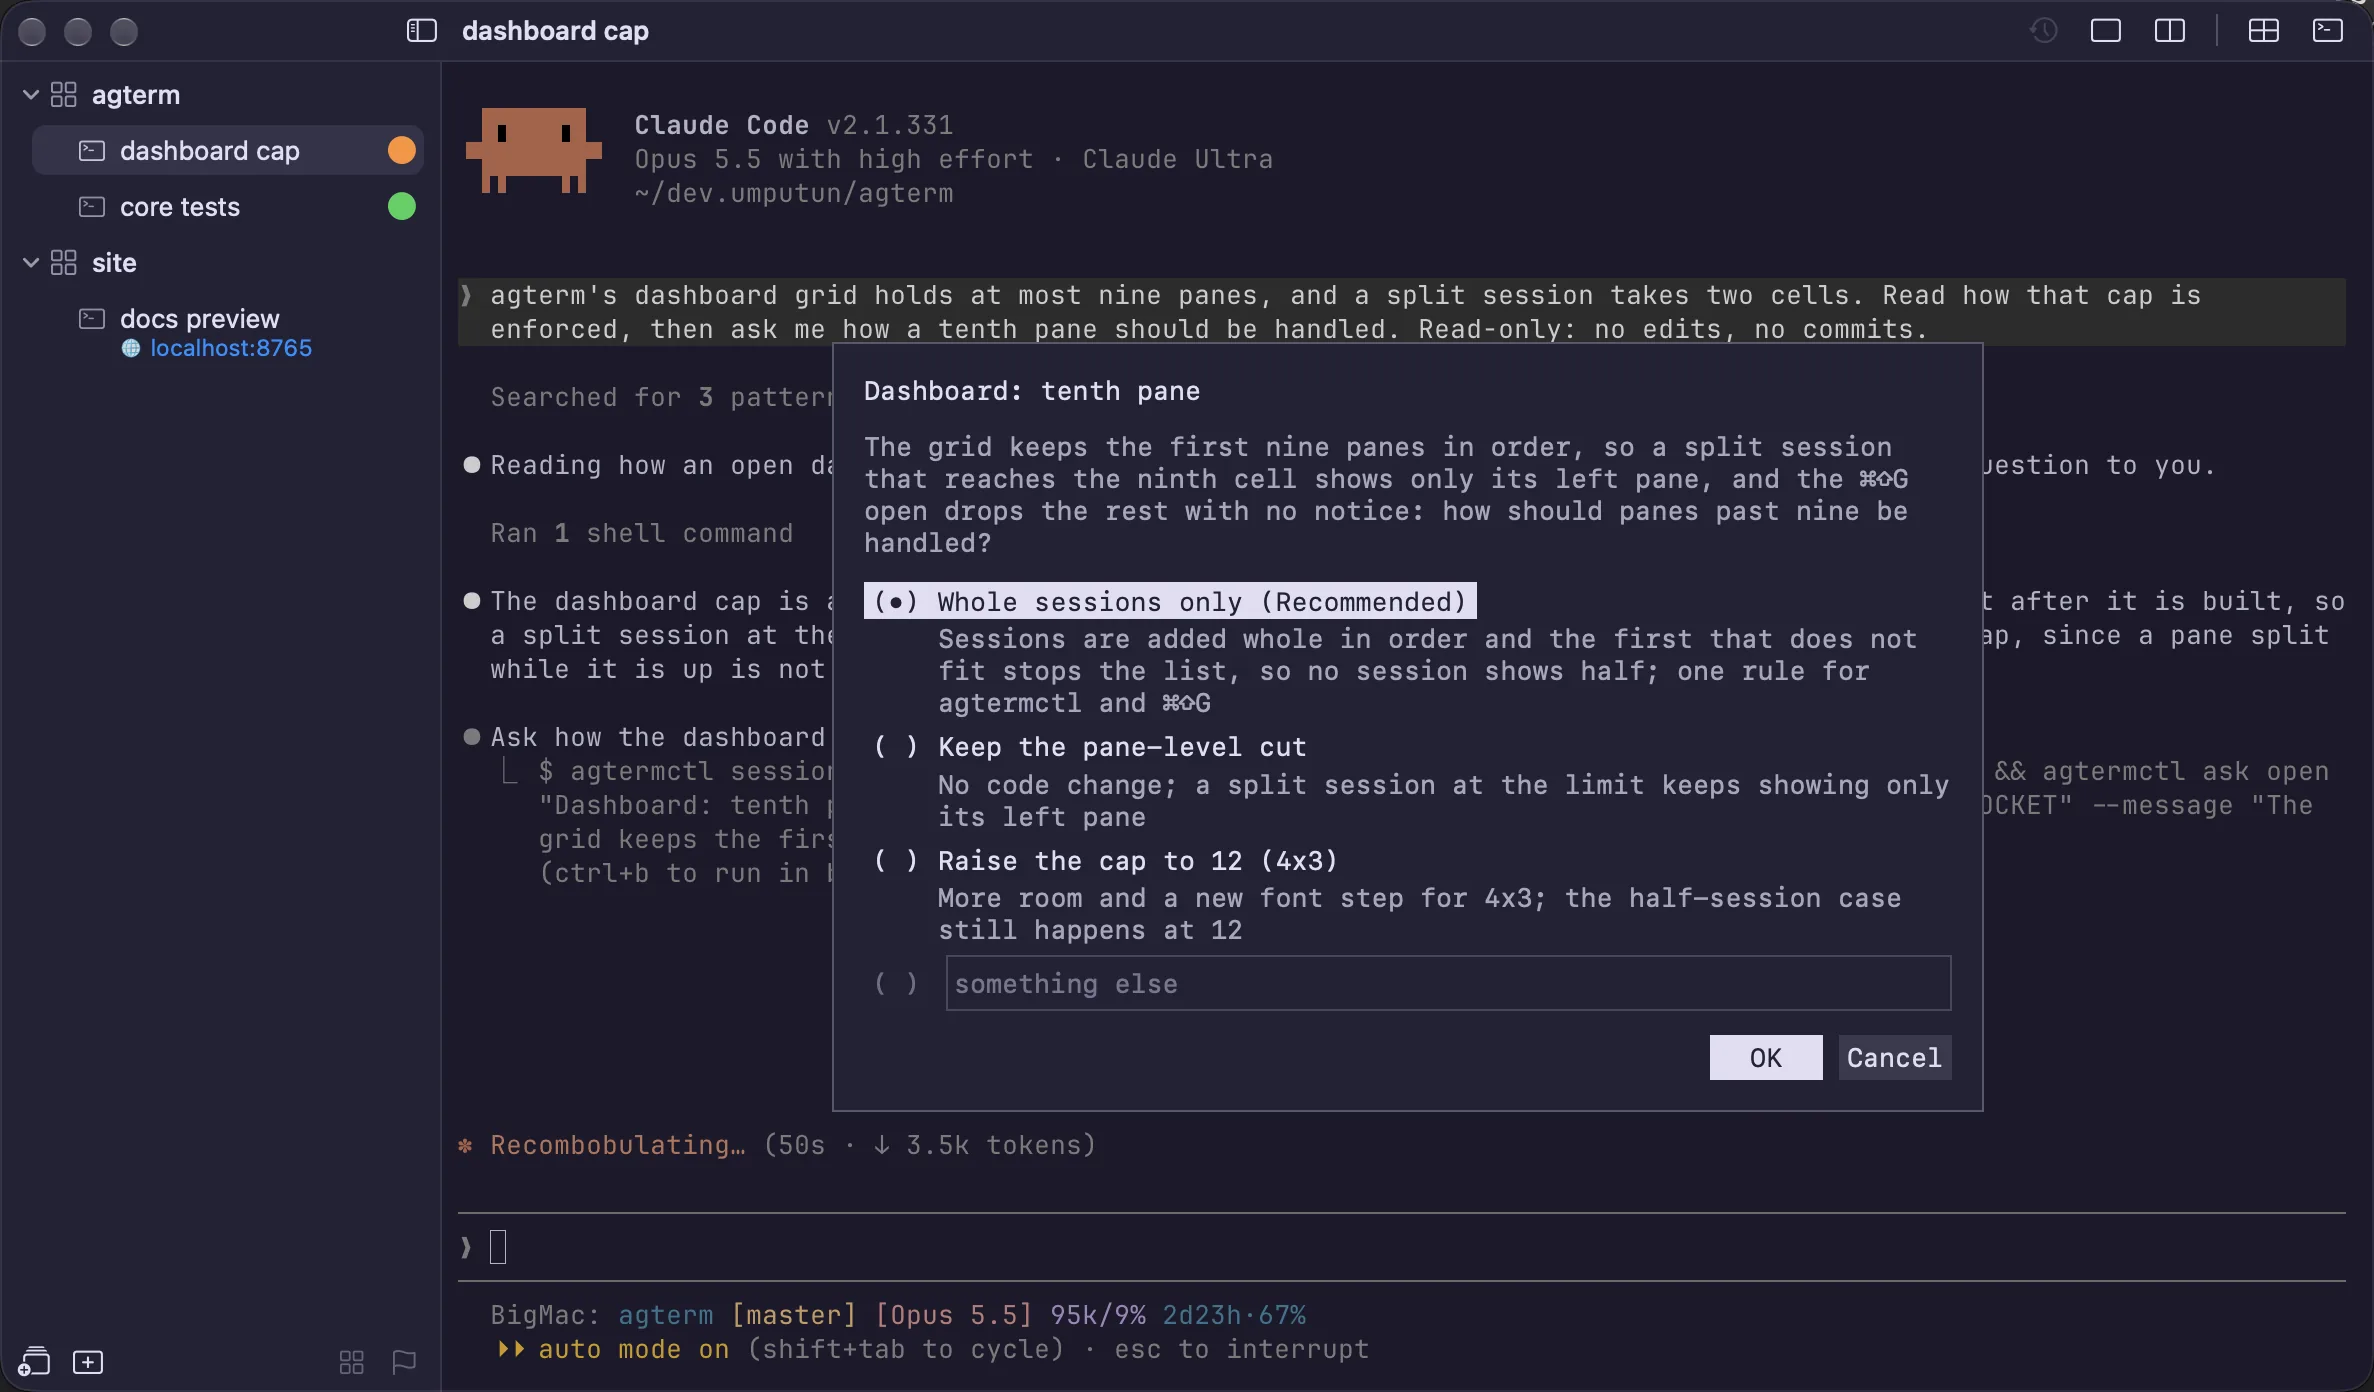 dashboard cap
agterm
dashboard cap
core tests
site
docs preview
localhost:8765
Claude Code v2.1.331
Opus 5.5 with high effort · Claude Ultra
~/dev.umputun/agterm
❯ agterm's dashboard grid holds at most nine panes, and a split session takes two cells. Read how that cap is
enforced, then ask me how a tenth pane should be handled. Read-only: no edits, no commits.
Searched for 3 pattern
● Reading how an open da
uestion to you.
Ran 1 shell command
● The dashboard cap is a
t after it is built, so
a split session at the
ap, since a pane split
while it is up is not
● Ask how the dashboard
$ agtermctl session
&& agtermctl ask open
"Dashboard: tenth p
OCKET" --message "The
grid keeps the firs
(ctrl+b to run in b
Dashboard: tenth pane
The grid keeps the first nine panes in order, so a split session
that reaches the ninth cell shows only its left pane, and the ⌘⇧G
open drops the rest with no notice: how should panes past nine be
handled?
(●) Whole sessions only (Recommended)
Sessions are added whole in order and the first that does not
fit stops the list, so no session shows half; one rule for
agtermctl and ⌘⇧G
( ) Keep the pane-level cut
No code change; a split session at the limit keeps showing only
its left pane
( ) Raise the cap to 12 (4x3)
More room and a new font step for 4x3; the half-session case
still happens at 12
( ) something else
OK Cancel
✽ Recombobulating… (50s · ↓ 3.5k tokens)
❯
BigMac: agterm [master] [Opus 5.5] 95k/9% 2d23h·67%
⏵⏵ auto mode on (shift+tab to cycle) · esc to interrupt